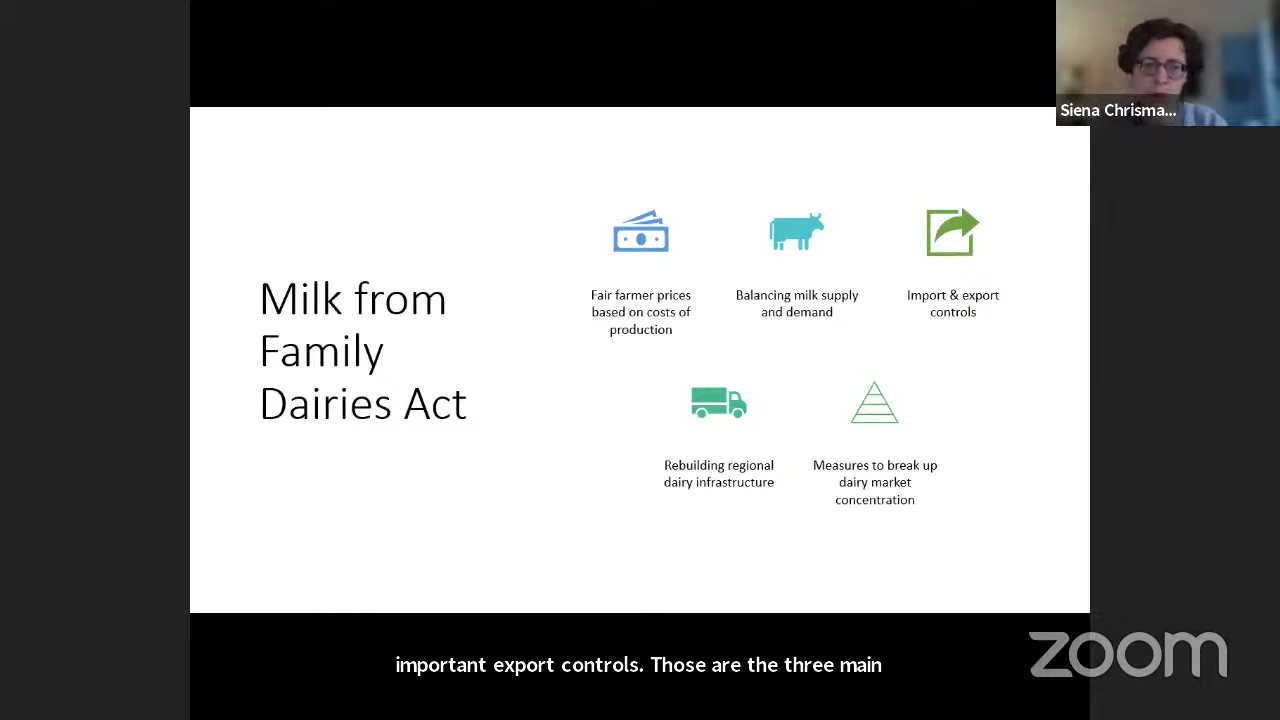 Siena Chrisma...
Milk from
Family
Dairies Act
Fair farmer prices
based on costs of
production
Balancing milk supply
and demand
Import & export
controls
Rebuilding regional
dairy infrastructure
Measures to break up
dairy market
concentration
important export controls. Those are the three main
zoom